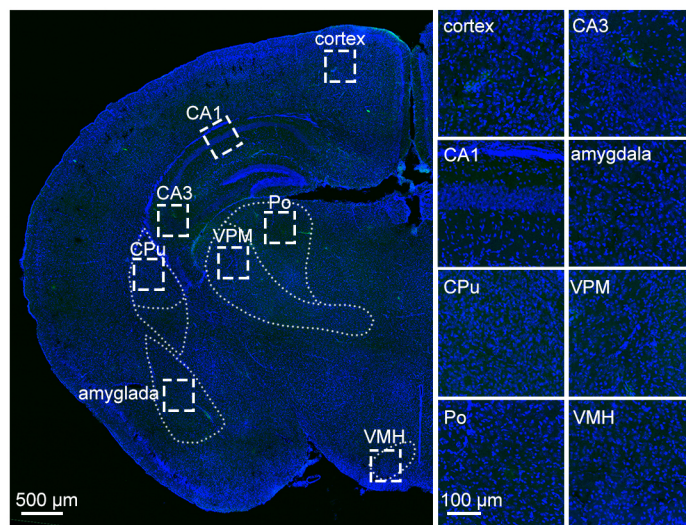 cortex
CA1
CA3
Po
CPu
VPM
amyglada
VMH
500 µm
cortex
CA3
CA1
amygdala
CPu
VPM
Po
VMH
100 µm